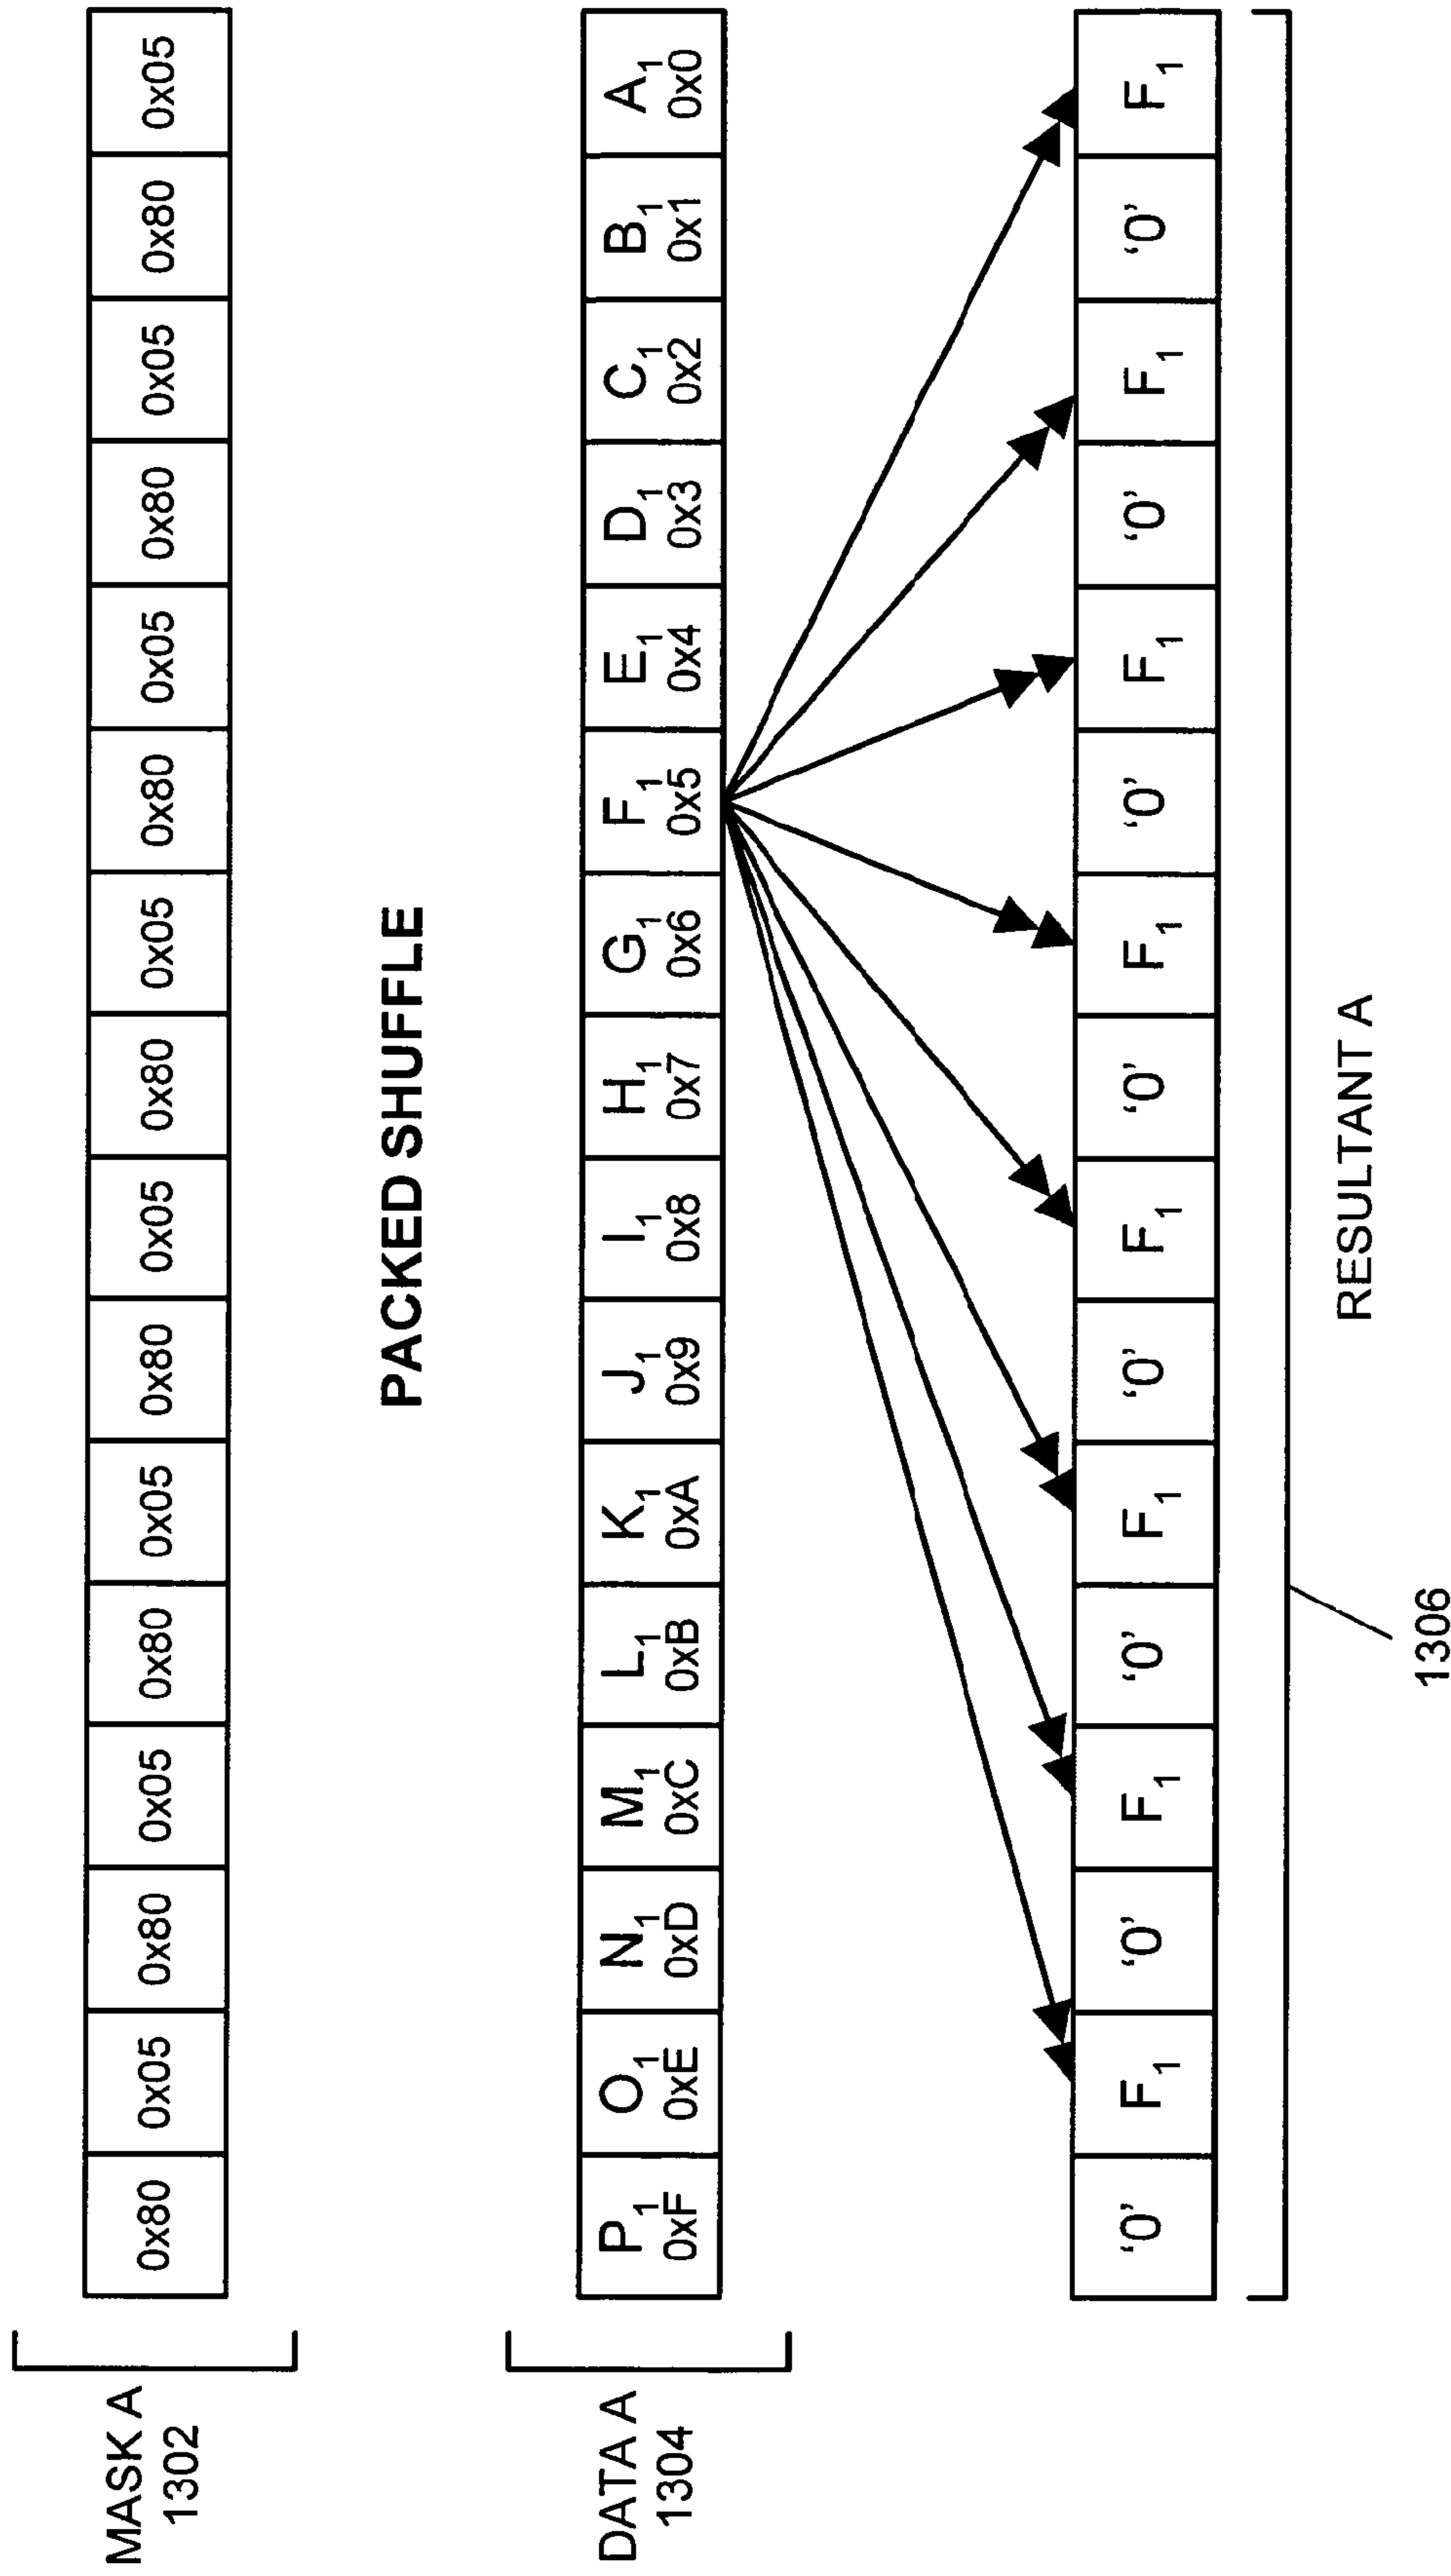 MASK A
1302
0x80 0x05 0x80 0x05 0x80 0x05 0x80 0x05 0x80 0x05 0x80 0x05 0x80 0x05 0x80 0x05
PACKED SHUFFLE
DATA A
1304
P1 O1 N1 M1 L1 K1 J1 I1 H1 G1 F1 E1 D1 C1 B1 A1
0xF 0xE 0xD 0xC 0xB 0xA 0x9 0x8 0x7 0x6 0x5 0x4 0x3 0x2 0x1 0x0
‘0’ F1 ‘0’ F1 ‘0’ F1 ‘0’ F1 ‘0’ F1 ‘0’ F1 ‘0’ F1 ‘0’ F1
RESULTANT A
1306